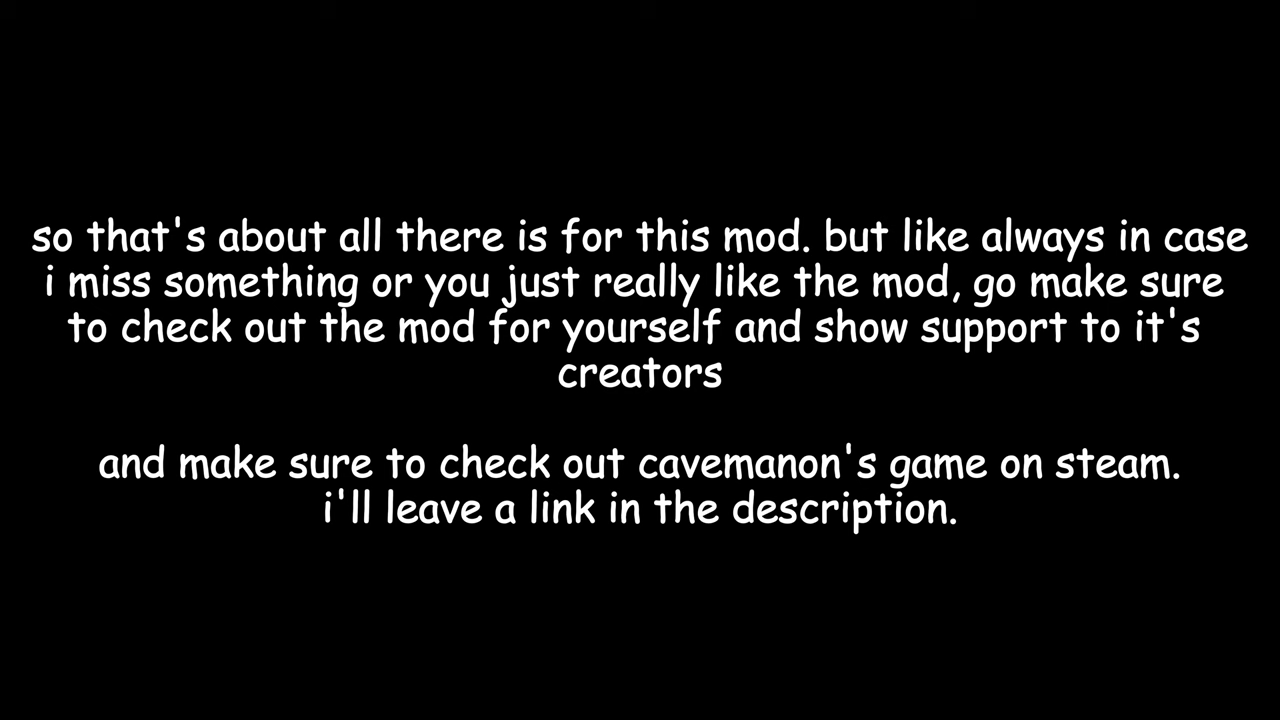 so that's about all there is for this mod. but like always in case
i miss something or you just really like the mod, go make sure
to check out the mod for yourself and show support to it's
creators
and make sure to check out cavemanon's game on steam.
i'll leave a link in the description.